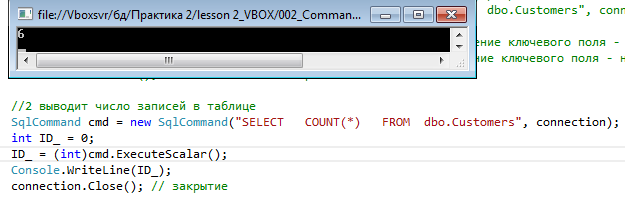 file://Vboxsvr/бд/Практика 2/lesson 2_VBOX/002_Comman...
6
dbo.Customers", conn
ение ключевого поля -
ение ключевого поля - н
//2 выводит число записей в таблице
SqlCommand cmd = new SqlCommand("SELECT   COUNT(*)   FROM  dbo.Customers", connection);
int ID_ = 0;
ID_ = (int)cmd.ExecuteScalar();
Console.WriteLine(ID_);
connection.Close(); // закрытие